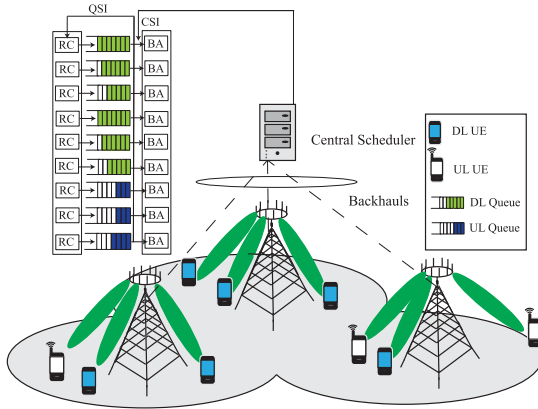 QSI
CSI
RC BA
RC BA
RC BA
RC BA
RC BA
RC BA
RC BA
RC BA
RC BA
Central Scheduler
Backhauls
DL UE
UL UE
DL Queue
UL Queue